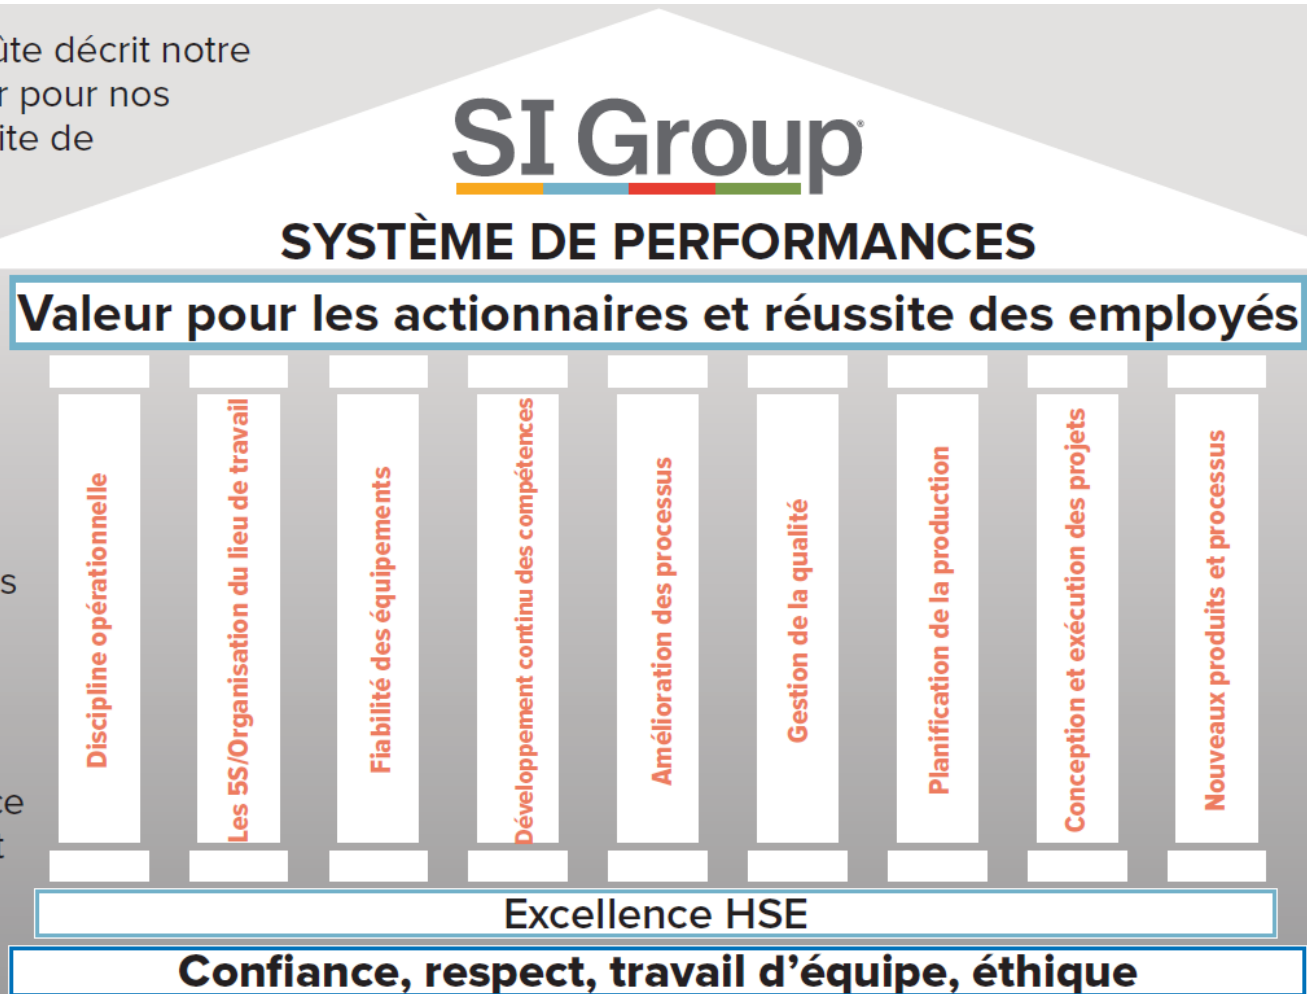 ûte décrit notre
r pour nos
ite de
SI Group®
SYSTÈME DE PERFORMANCES
Valeur pour les actionnaires et réussite des employés
Discipline opérationnelle
Les 5S/Organisation du lieu de travail
Fiabilité des équipements
Développement continu des compétences
Amélioration des processus
Gestion de la qualité
Planification de la production
Conception et exécution des projets
Nouveaux produits et processus
s
ce
t
Excellence HSE
Confiance, respect, travail d’équipe, éthique